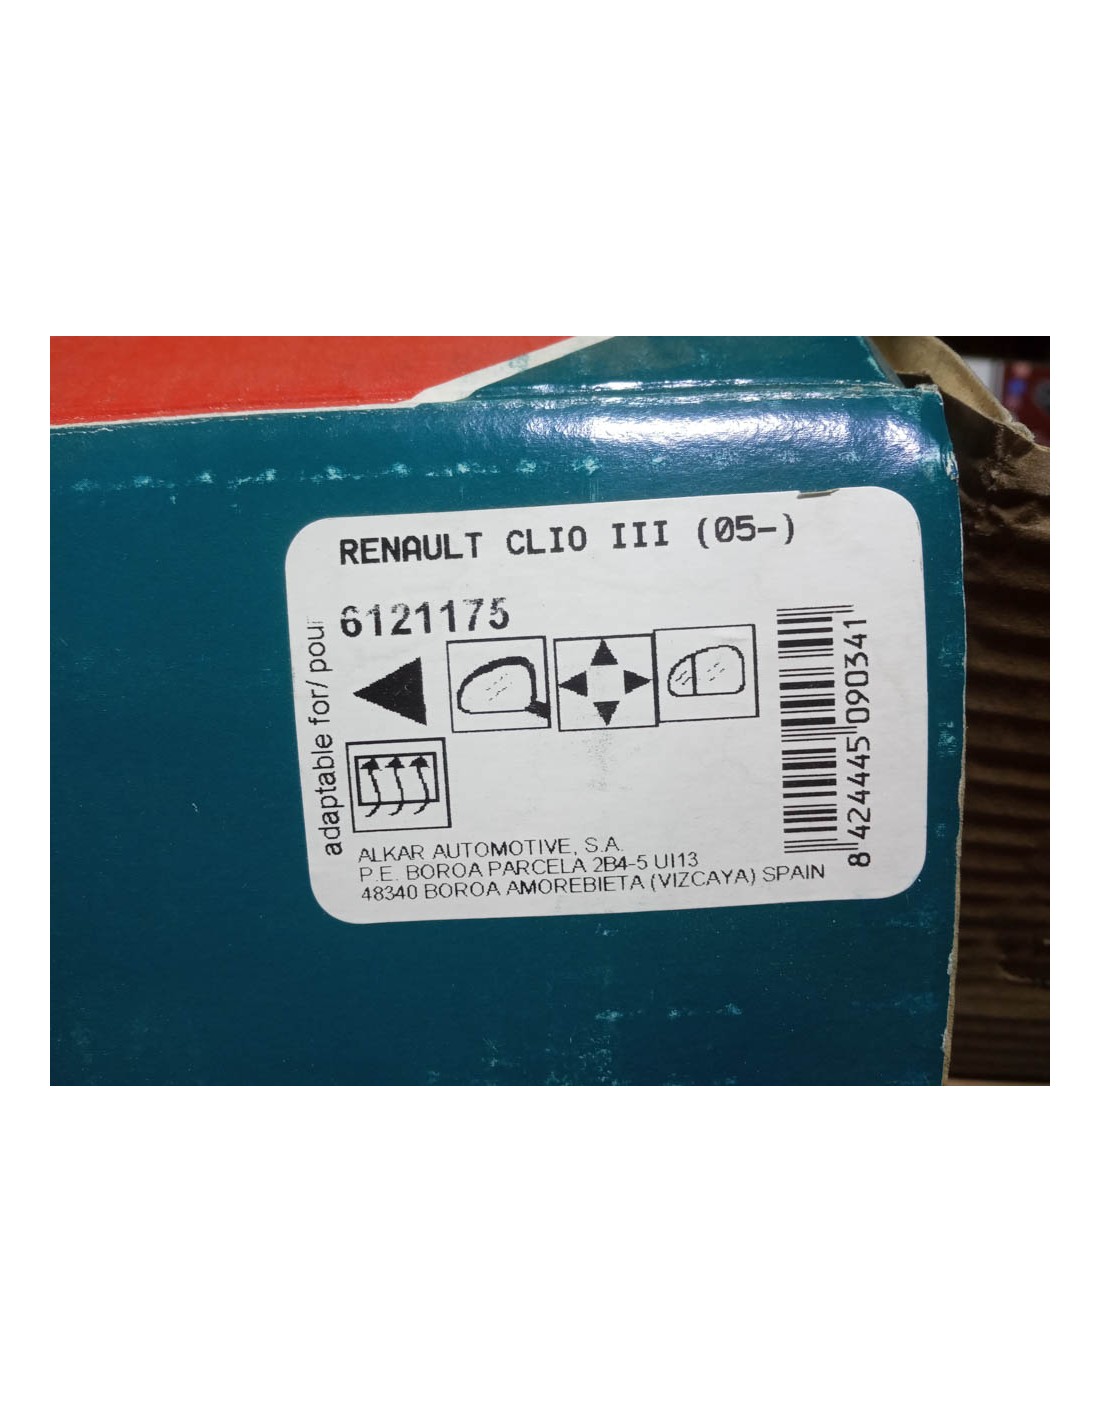 RENAULT CLIO III (05-)
6121175
adaptable for/ pour
ALKAR AUTOMOTIVE, S.A.
P.E. BOROA PARCELA 2B4-5 UI13
48340 BOROA AMOREBIETA (VIZCAYA) SPAIN
8 424445 090341